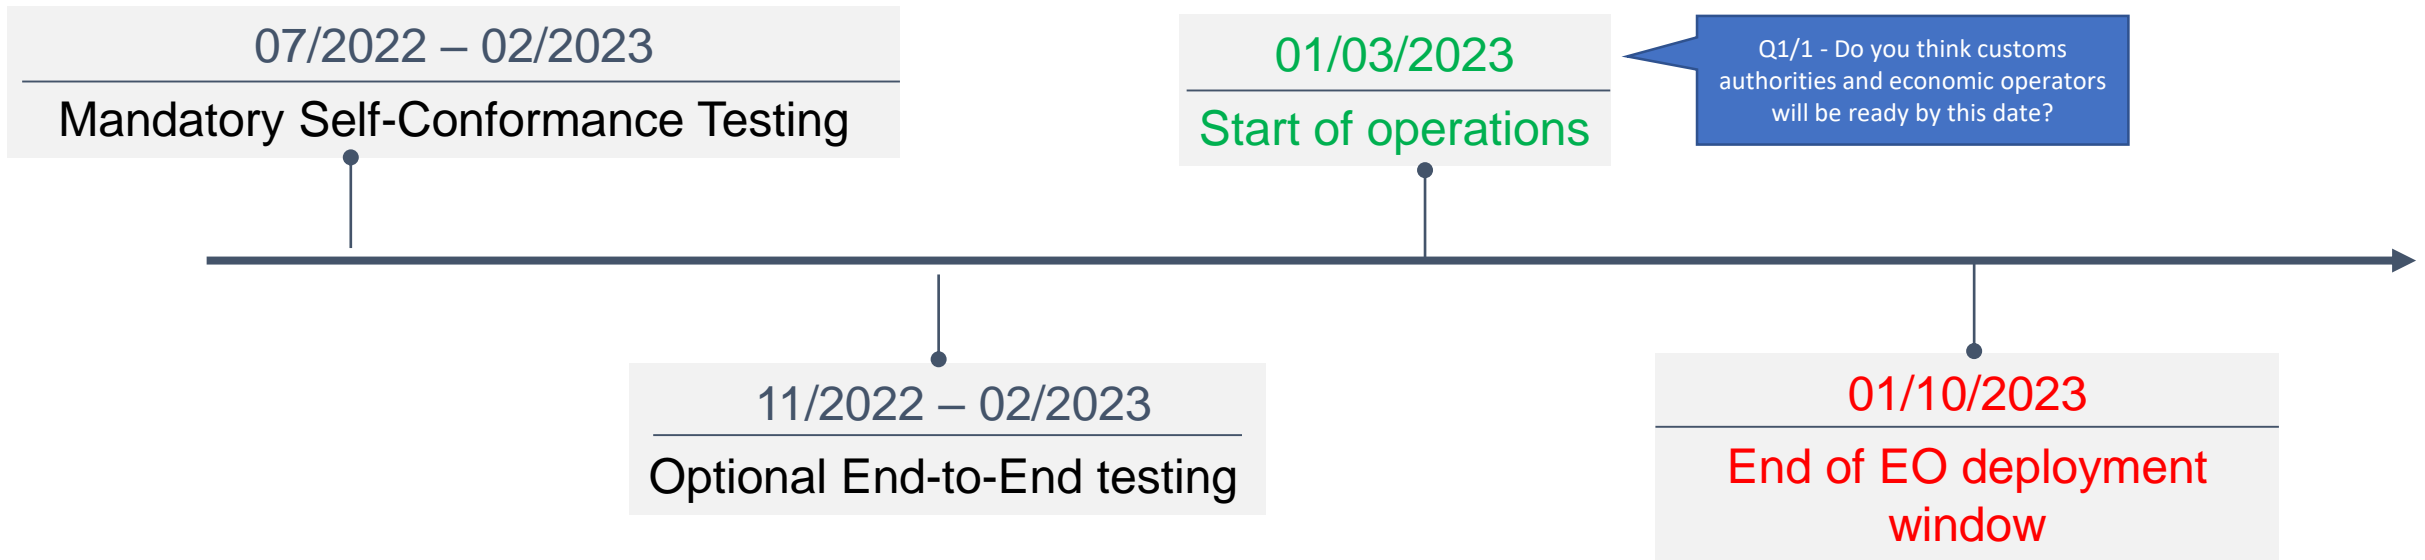 07/2022 – 02/2023
Mandatory Self-Conformance Testing
01/03/2023
Start of operations
Q1/1 - Do you think customs
authorities and economic operators
will be ready by this date?
11/2022 – 02/2023
Optional End-to-End testing
01/10/2023
End of EO deployment
window